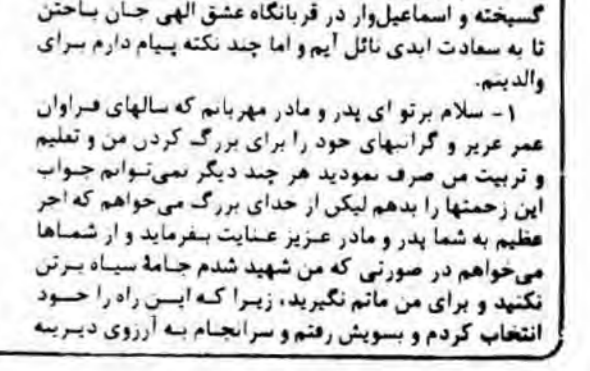 گسیخته و اسماعیل‌وار در قربانگاه عشق الهی جان باختن
تا به سعادت ابدی نائل آیم و اما چند نکته پیام دارم برای
والدینم.
۱ - سلام برتو ای پدر و مادر مهربانم که سالهای فراوان
عمر عزیز و گرانبهای خود را برای بزرگ کردن من و تعلیم
و تربیت من صرف نمودید هر چند دیگر نمی‌توانم جواب
این زحمتها را بدهم لیکن از خدای بزرگ می‌خواهم که اجر
عظیم به شما پدر و مادر عزیز عنایت بفرماید و از شماها
می‌خواهم در صورتی که من شهید شدم جامهٔ سیاه برتن
نکنید و برای من ماتم نگیرید، زیرا که ایـن راه را خود
انتخاب کردم و بسویش رفتم و سرانجام به آرزوی دیرینه